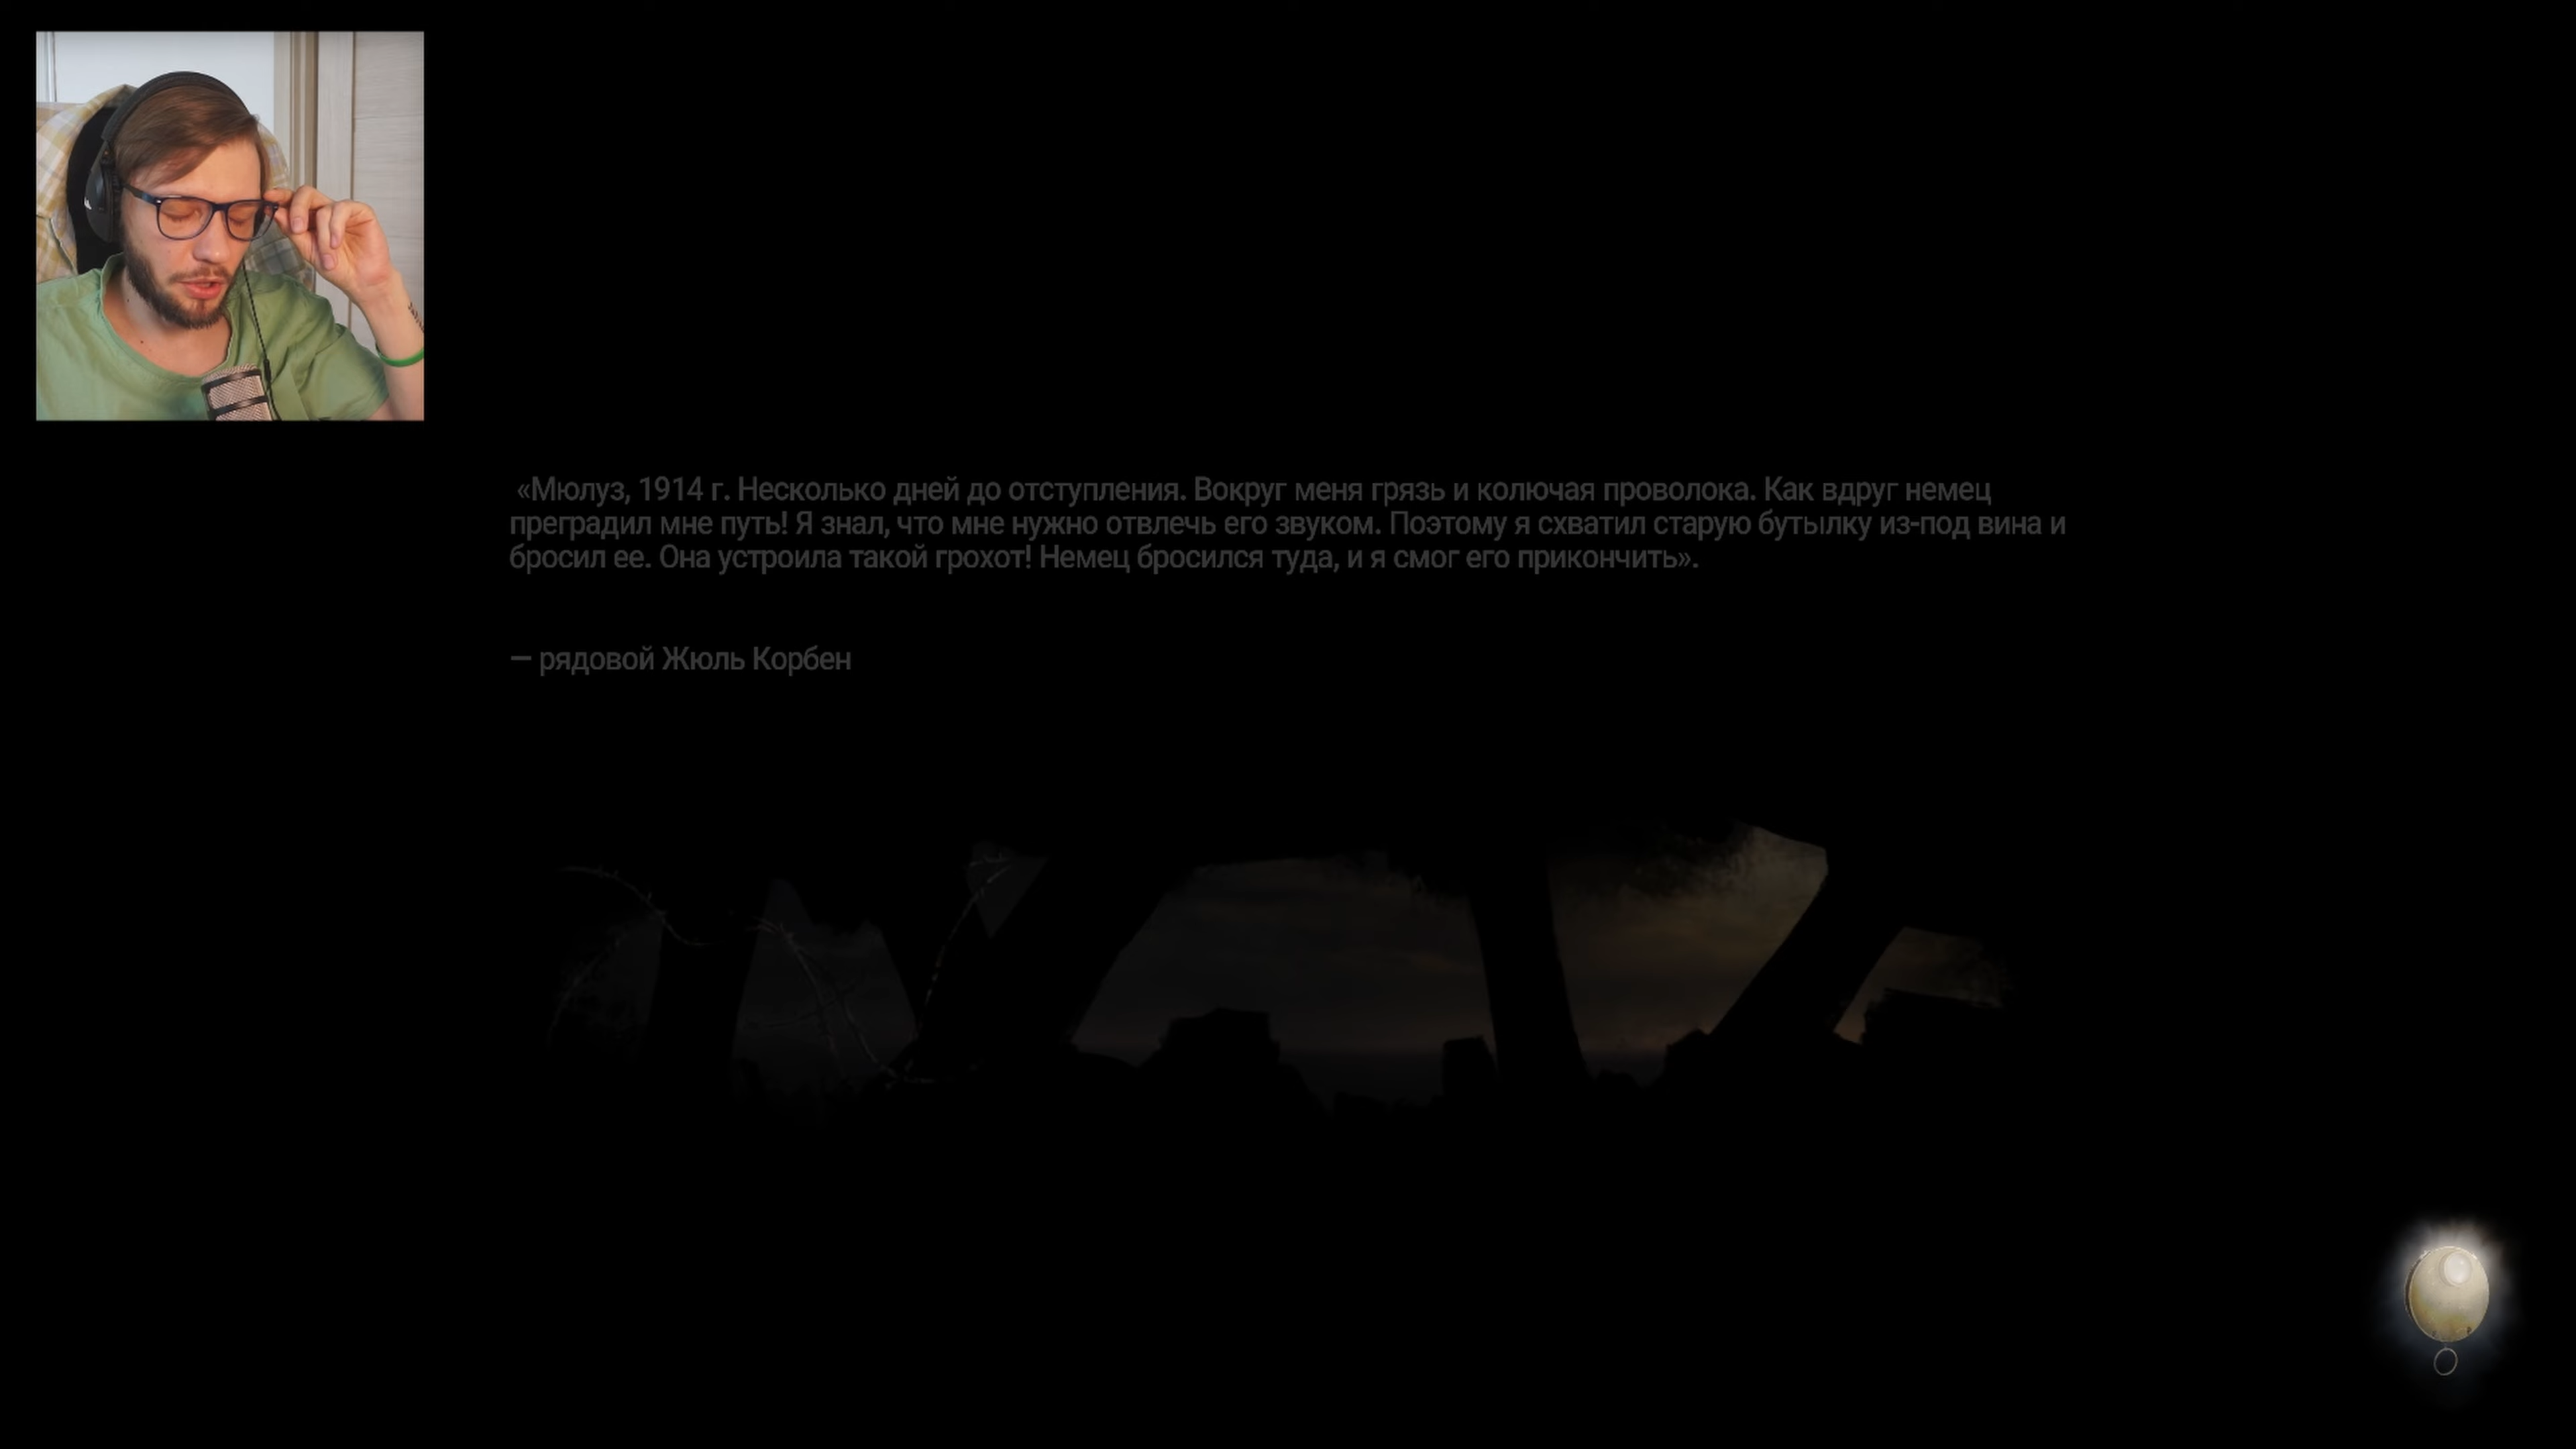 «Мюлуз, 1914 г. Несколько дней до отступления. Вокруг меня грязь и колючая проволока. Как вдруг немец
преградил мне путь! Я знал, что мне нужно отвлечь его звуком. Поэтому я схватил старую бутылку из-под вина и
бросил ее. Она устроила такой грохот! Немец бросился туда, и я смог его прикончить».
— рядовой Жюль Корбен